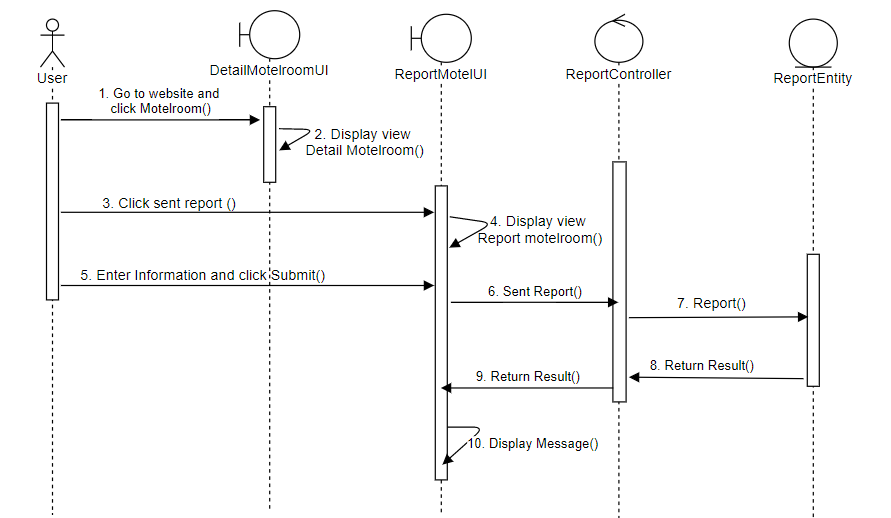 User
DetailMotelroomUI
ReportMotelUI
ReportController
ReportEntity
1. Go to website and
click Motelroom()
2. Display view
Detail Motelroom()
3. Click sent report ()
4. Display view
Report motelroom()
5. Enter Information and click Submit()
6. Sent Report()
7. Report()
8. Return Result()
9. Return Result()
10. Display Message()